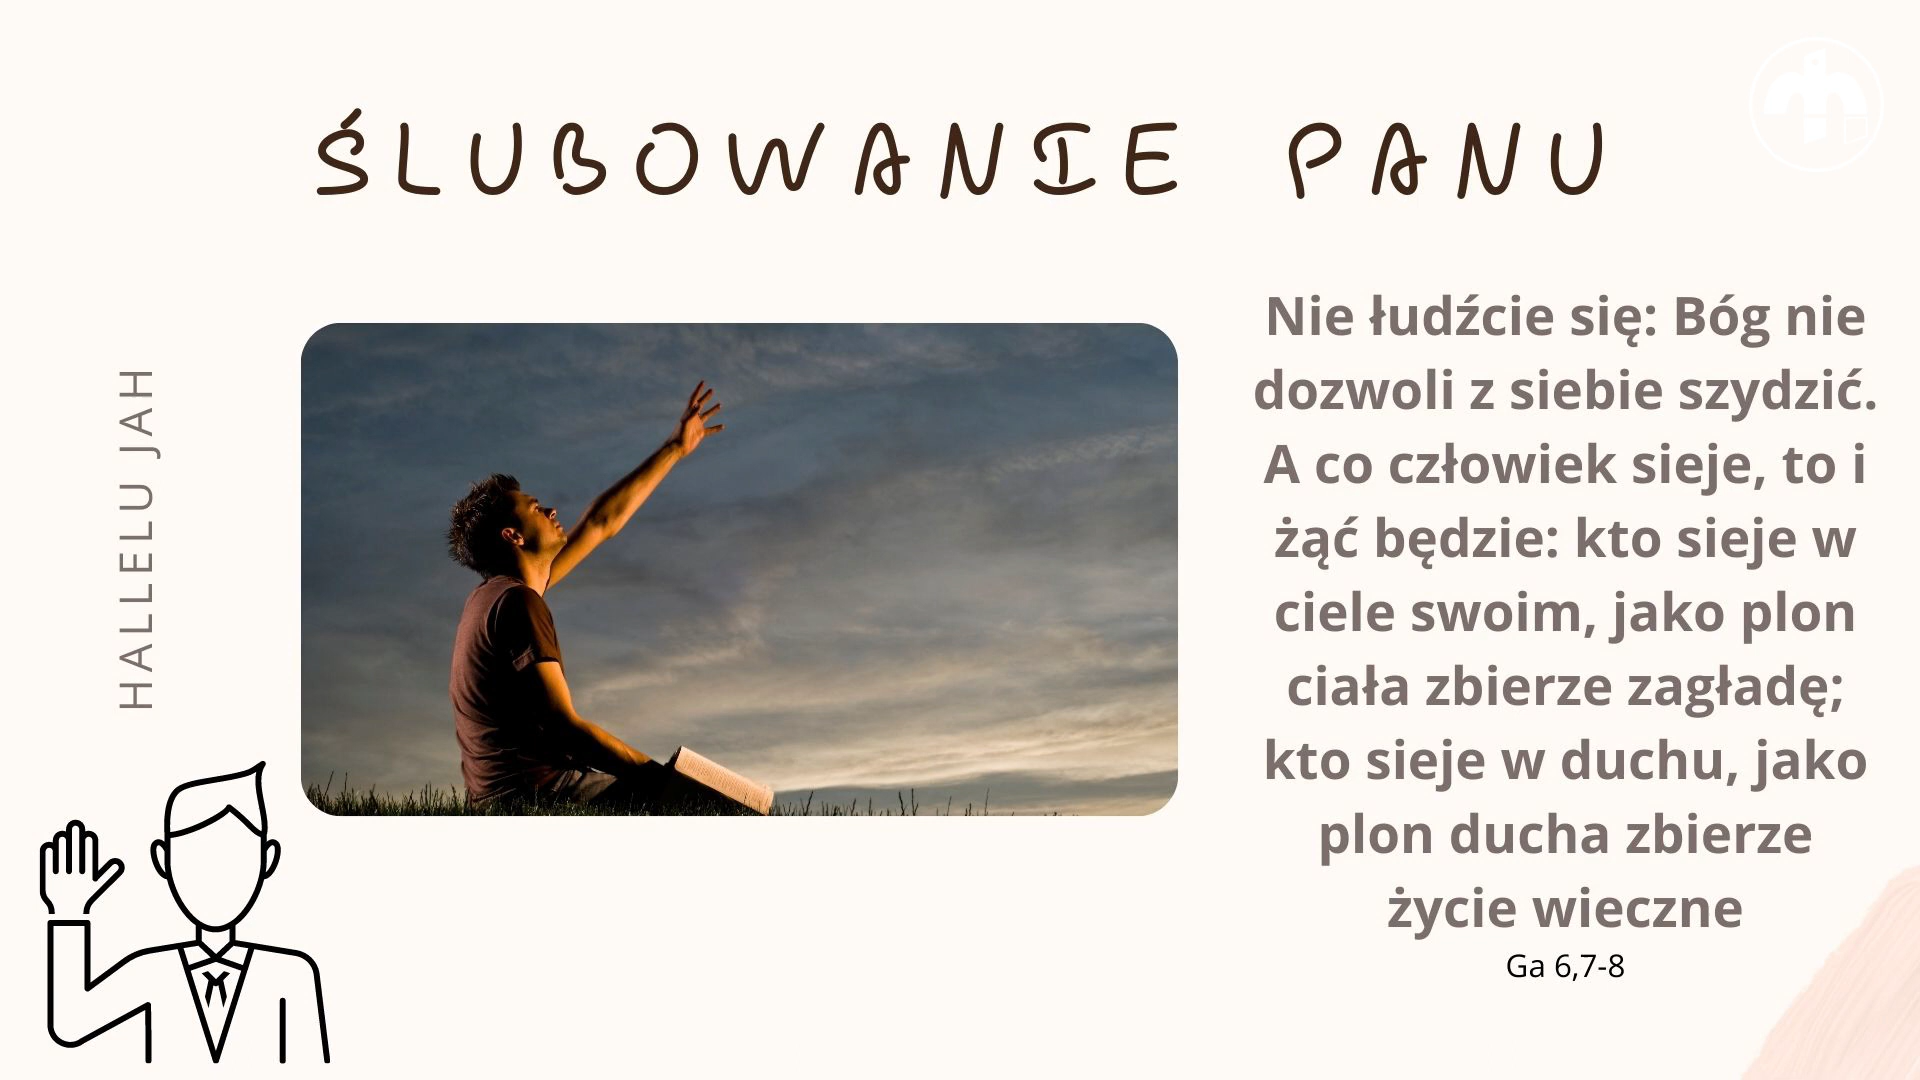 ŚLUBOWANIE PANU
HALLELU JAH
Nie łudźcie się: Bóg nie
dozwoli z siebie szydzić.
A co człowiek sieje, to i
żąć będzie: kto sieje w
ciele swoim, jako plon
ciała zbierze zagładę;
kto sieje w duchu, jako
plon ducha zbierze
życie wieczne
Ga 6,7-8